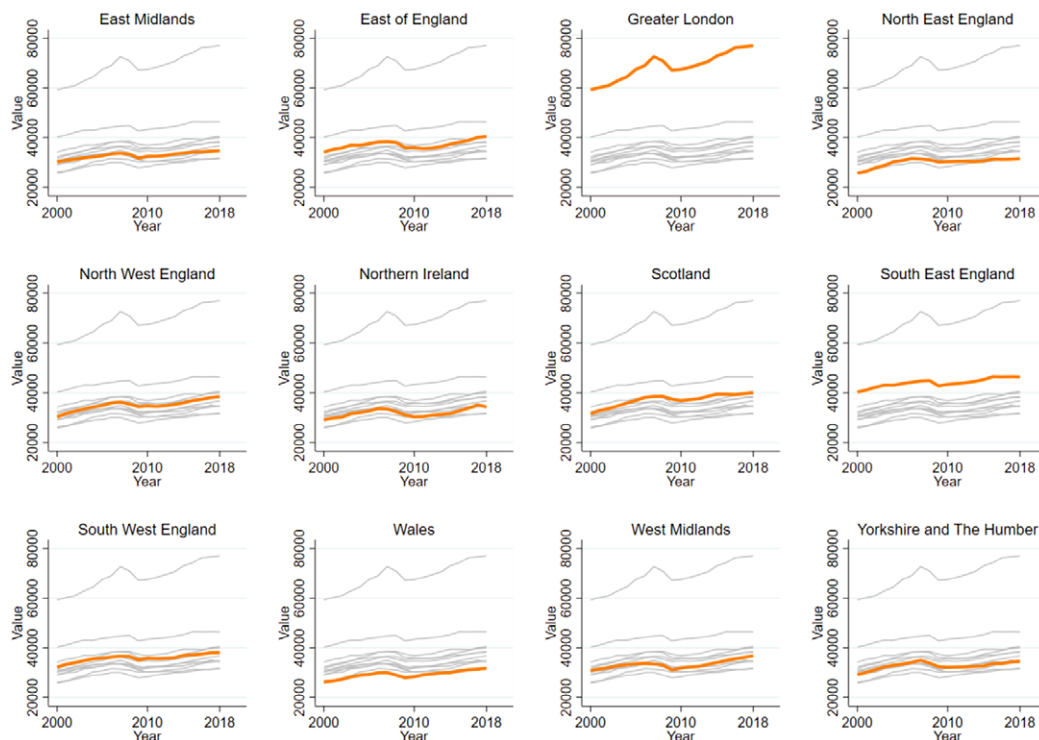 East Midlands
Value
20000 40000 60000 80000
2000 2010 2018
Year
East of England
Value
20000 40000 60000 80000
2000 2010 2018
Year
Greater London
Value
20000 40000 60000 80000
2000 2010 2018
Year
North East England
Value
20000 40000 60000 80000
2000 2010 2018
Year
North West England
Value
20000 40000 60000 80000
2000 2010 2018
Year
Northern Ireland
Value
20000 40000 60000 80000
2000 2010 2018
Year
Scotland
Value
20000 40000 60000 80000
2000 2010 2018
Year
South East England
Value
20000 40000 60000 80000
2000 2010 2018
Year
South West England
Value
20000 40000 60000 80000
2000 2010 2018
Year
Wales
Value
20000 40000 60000 80000
2000 2010 2018
Year
West Midlands
Value
20000 40000 60000 80000
2000 2010 2018
Year
Yorkshire and The Humber
Value
20000 40000 60000 80000
2000 2010 2018
Year